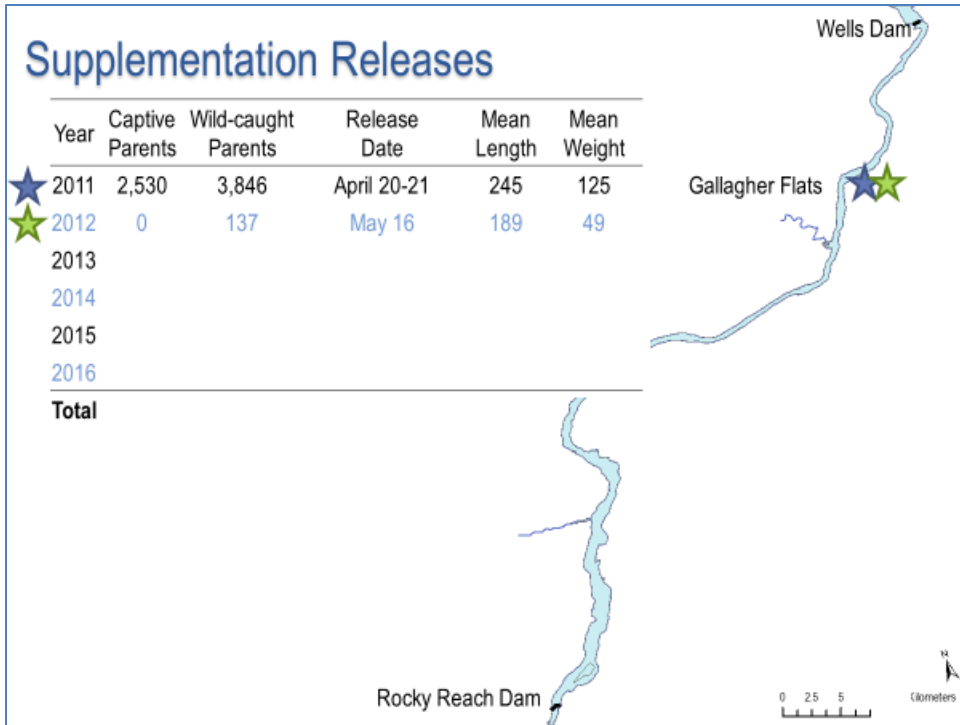 Supplementation Releases
Wells Dam
Year Captive Parents Wild-caught Parents Release Date Mean Length Mean Weight
2011 2,530 3,846 April 20-21 245 125
2012 0 137 May 16 189 49
2013
2014
2015
2016
Total
Gallagher Flats
Rocky Reach Dam
N
0 2.5 5 Kilometers